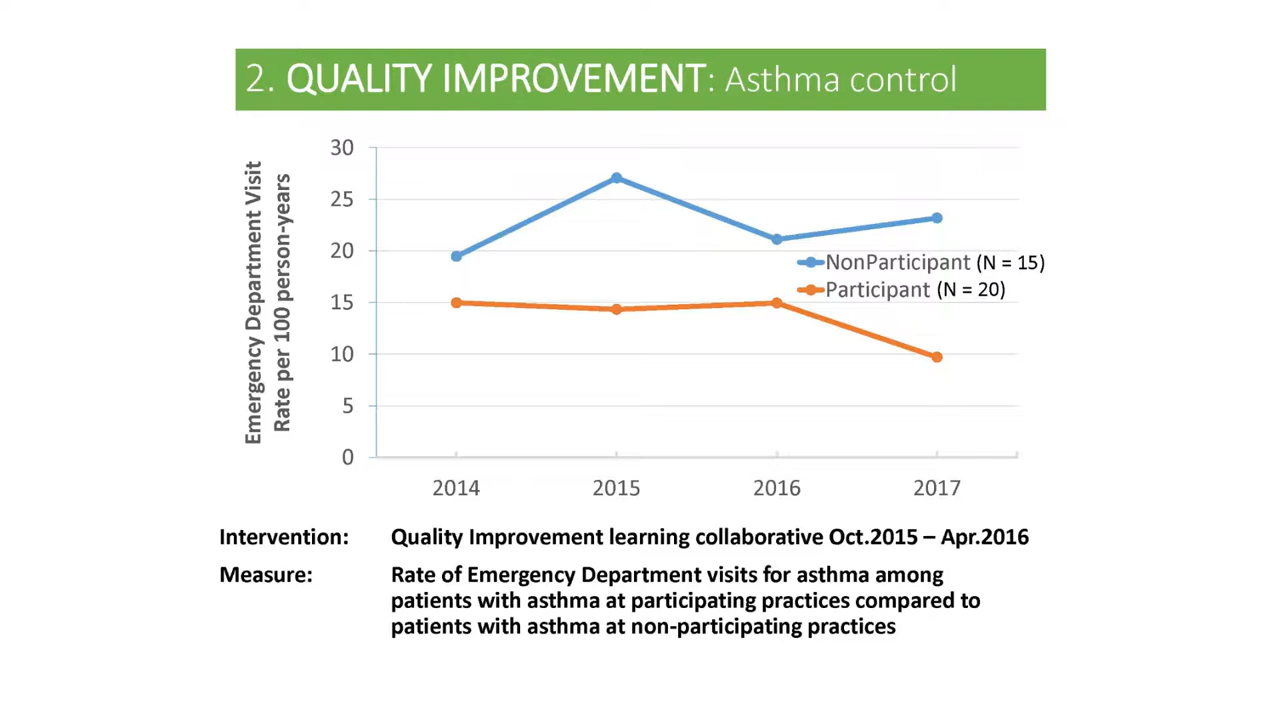 2. QUALITY IMPROVEMENT: Asthma control
Emergency Department Visit
Rate per 100 person-years
30
25
20
15
10
5
0
NonParticipant (N = 15)
Participant (N = 20)
2014 2015 2016 2017
Intervention: Quality Improvement learning collaborative Oct.2015 – Apr.2016
Measure: Rate of Emergency Department visits for asthma among
patients with asthma at participating practices compared to
patients with asthma at non-participating practices